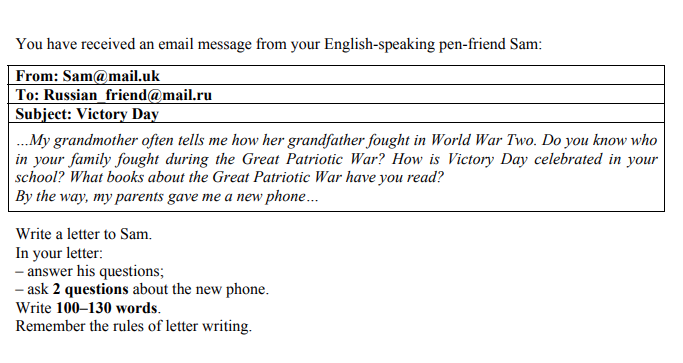 You have received an email message from your English-speaking pen-friend Sam:
From: Sam@mail.uk
To: Russian_friend@mail.ru
Subject: Victory Day
…My grandmother often tells me how her grandfather fought in World War Two. Do you know who
in your family fought during the Great Patriotic War? How is Victory Day celebrated in your
school? What books about the Great Patriotic War have you read?
By the way, my parents gave me a new phone…
Write a letter to Sam.
In your letter:
– answer his questions;
– ask 2 questions about the new phone.
Write 100–130 words.
Remember the rules of letter writing.